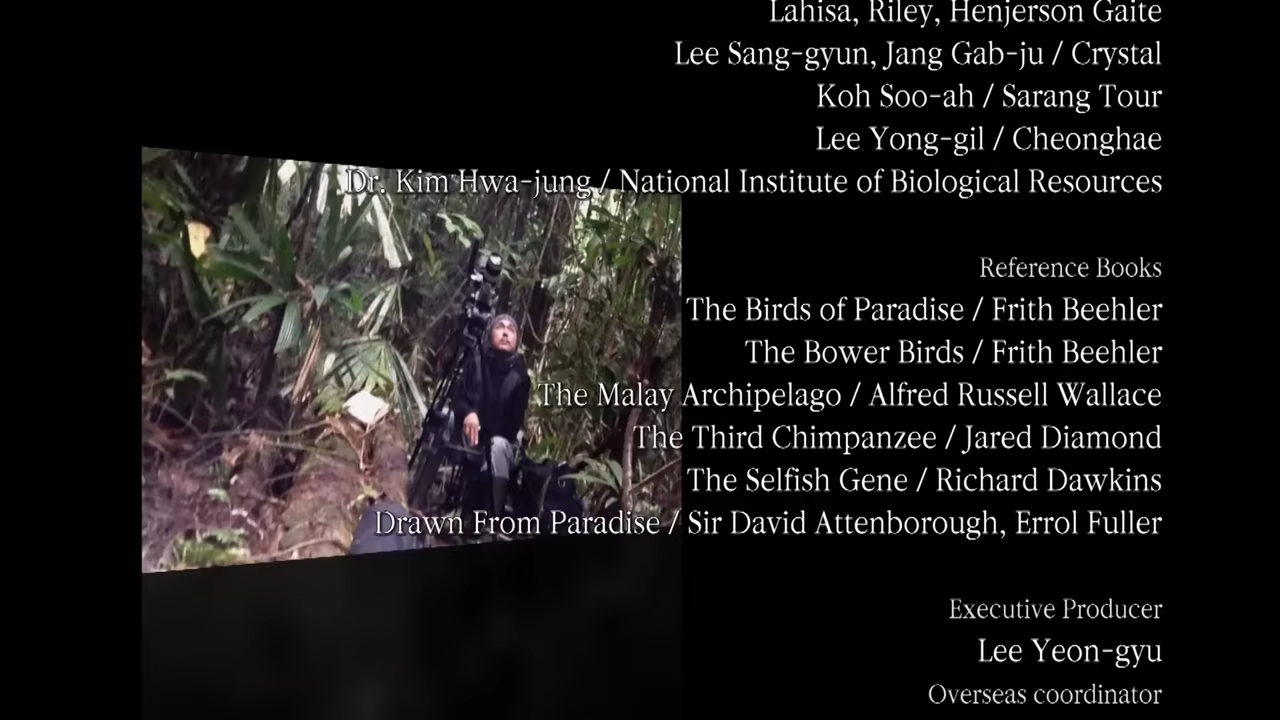 Lahisa, Riley, Henjerson Gaite
Lee Sang-gyun, Jang Gab-ju / Crystal
Koh Soo-ah / Sarang Tour
Lee Yong-gil / Cheonghae
Dr. Kim Hwa-jung / National Institute of Biological Resources
Reference Books
The Birds of Paradise / Frith Beehler
The Bower Birds / Frith Beehler
The Malay Archipelago / Alfred Russell Wallace
The Third Chimpanzee / Jared Diamond
The Selfish Gene / Richard Dawkins
Drawn From Paradise / Sir David Attenborough, Errol Fuller
Executive Producer
Lee Yeon-gyu
Overseas coordinator